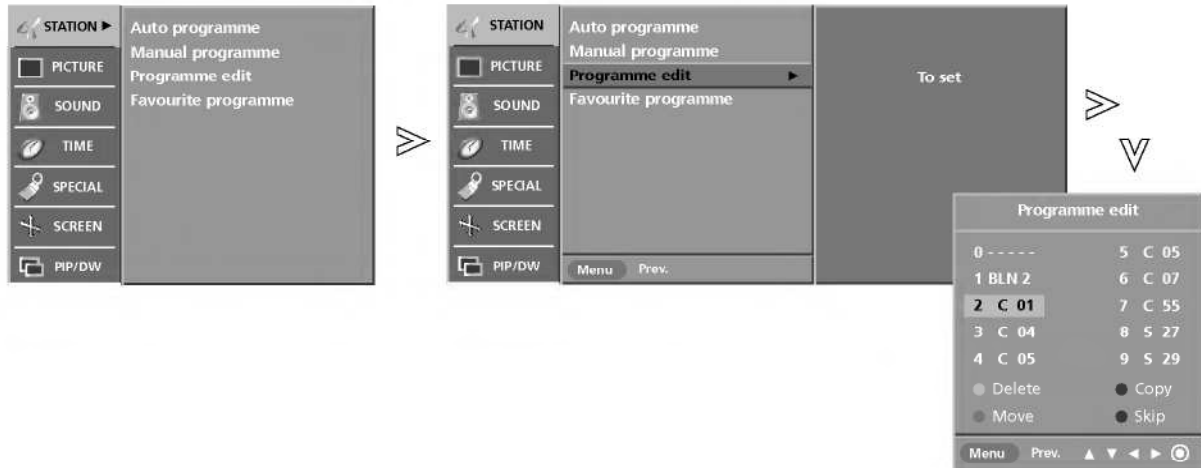 STATION ►
PICTURE
SOUND
TIME
SPECIAL
SCREEN
PIP/DW
Auto programme
Manual programme
Programme edit
Favourite programme
STATION
PICTURE
SOUND
TIME
SPECIAL
SCREEN
PIP/DW
Auto programme
Manual programme
Programme edit ►
Favourite programme
Menu Prev.
To set
Programme edit
0 - - - - -
1 BLN 2
2 C 01
3 C 04
4 C 05
5 C 05
6 C 07
7 C 55
8 S 27
9 S 29
Delete
Copy
Move
Skip
Menu Prev. ▲ ▼ ◄ ►